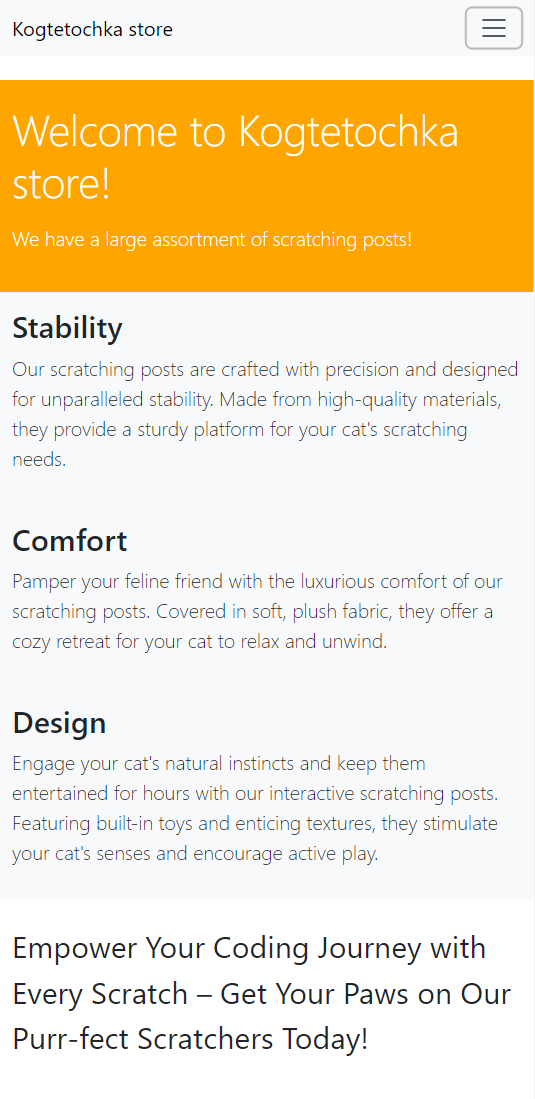 Kogtetochka store
Welcome to Kogtetochka
store!
We have a large assortment of scratching posts!
Stability
Our scratching posts are crafted with precision and designed
for unparalleled stability. Made from high-quality materials,
they provide a sturdy platform for your cat's scratching
needs.
Comfort
Pamper your feline friend with the luxurious comfort of our
scratching posts. Covered in soft, plush fabric, they offer a
cozy retreat for your cat to relax and unwind.
Design
Engage your cat's natural instincts and keep them
entertained for hours with our interactive scratching posts.
Featuring built-in toys and enticing textures, they stimulate
your cat's senses and encourage active play.
Empower Your Coding Journey with
Every Scratch – Get Your Paws on Our
Purr-fect Scratchers Today!